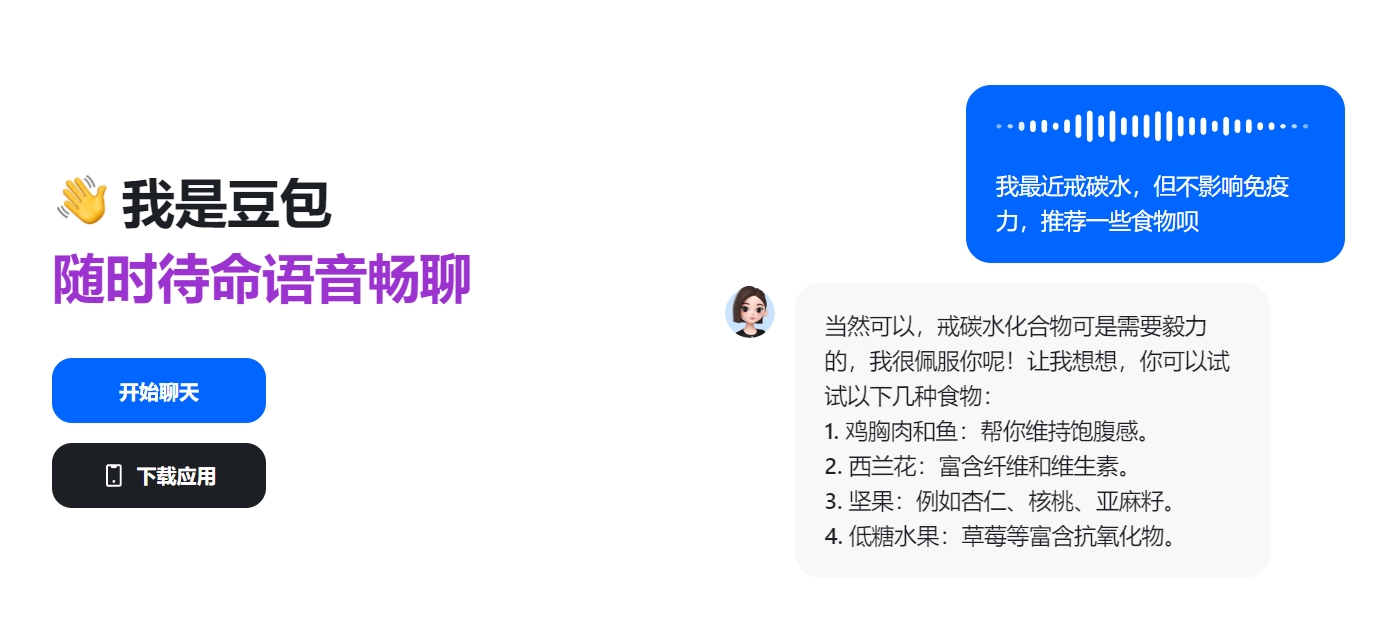 👋 我是豆包
随时待命语音畅聊
开始聊天
下载应用
我最近戒碳水，但不影响免疫
力，推荐一些食物呗
当然可以，戒碳水化合物可是需要毅力
的，我很佩服你呢！让我想想，你可以试
试以下几种食物：
1. 鸡胸肉和鱼：帮你维持饱腹感。
2. 西兰花：富含纤维和维生素。
3. 坚果：例如杏仁、核桃、亚麻籽。
4. 低糖水果：草莓等富含抗氧化物。